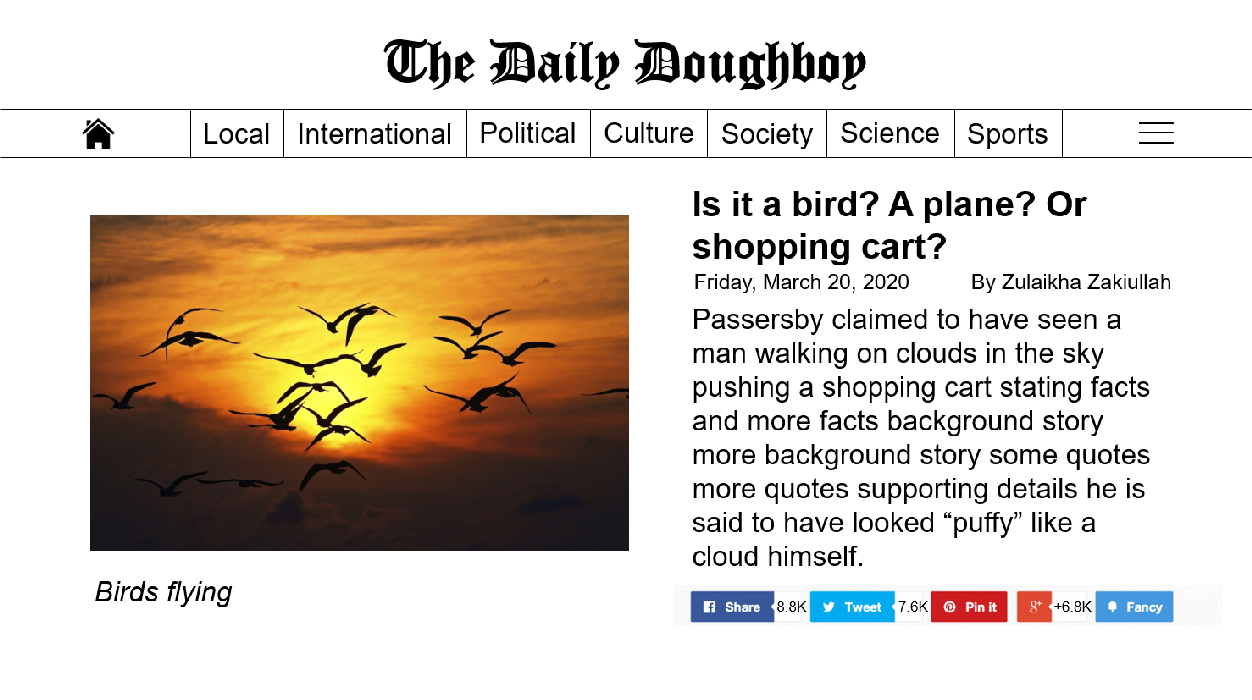 The Daily Doughboy
Local International Political Culture Society Science Sports
Is it a bird? A plane? Or
shopping cart?
Friday, March 20, 2020 By Zulaikha Zakiullah
Passersby claimed to have seen a
man walking on clouds in the sky
pushing a shopping cart stating facts
and more facts background story
more background story some quotes
more quotes supporting details he is
said to have looked “puffy” like a
cloud himself.
Birds flying
Share 8.8K Tweet 7.6K Pin it g+ +6.8K Fancy